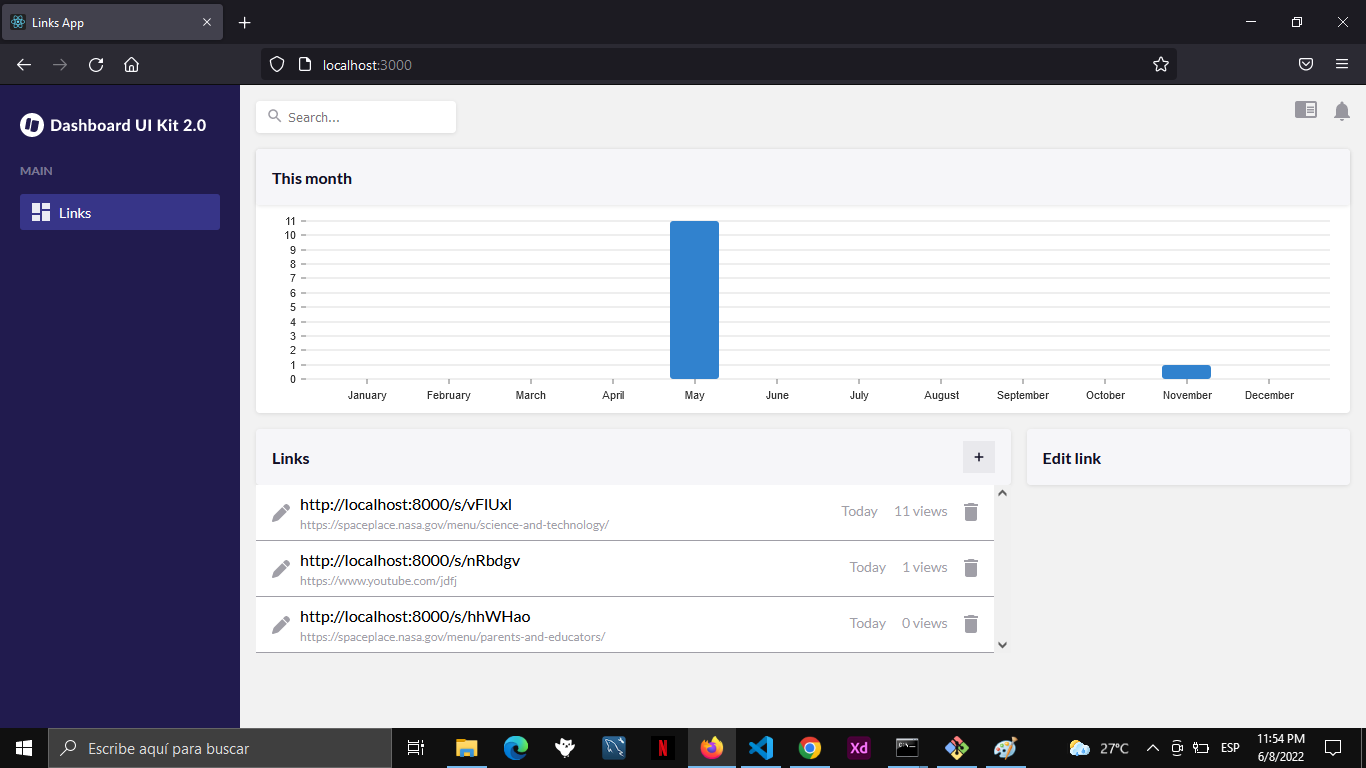 Links App
localhost:3000
Dashboard UI Kit 2.0
MAIN
Links
Search...
This month
11
10
9
8
7
6
5
4
3
2
1
0
January February March April May June July August September October November December
Links
+
http://localhost:8000/s/vFlUxI
https://spaceplace.nasa.gov/menu/science-and-technology/
Today 11 views
http://localhost:8000/s/nRbdgv
https://www.youtube.com/jdfj
Today 1 views
http://localhost:8000/s/hhWHao
https://spaceplace.nasa.gov/menu/parents-and-educators/
Today 0 views
Edit link
Escribe aquí para buscar
N
Xd
27°C
ESP
11:54 PM
6/8/2022